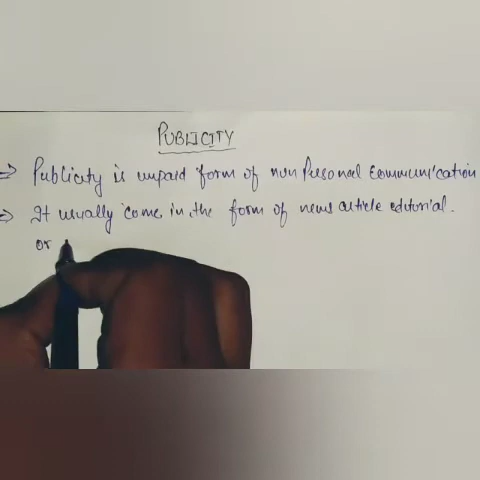 PUBLICITY
⇒ Publicity is unpaid form of non Personal Communication
⇒ It usually come in the form of news article editorial.
or